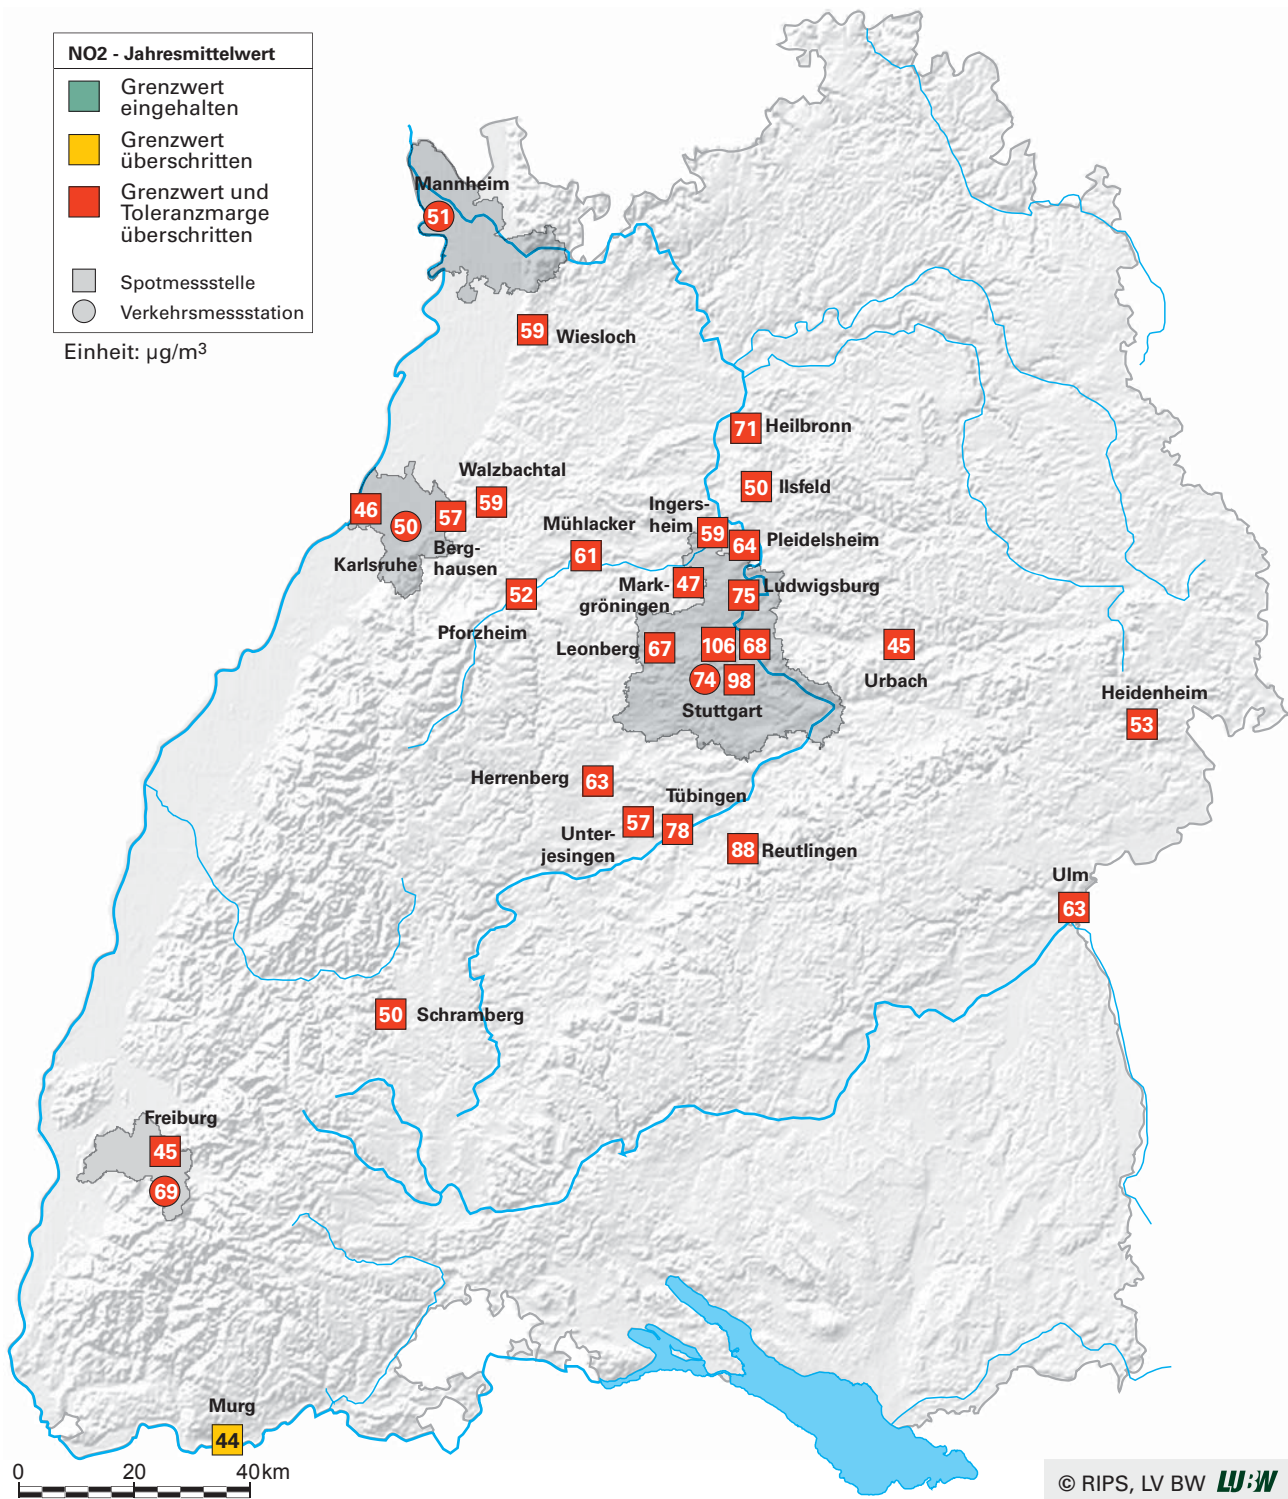 NO2 - Jahresmittelwert
Grenzwert
eingehalten
Grenzwert
überschritten
Grenzwert und
Toleranzmarge
überschritten
Spotmessstelle
Verkehrsmessstation
Einheit: µg/m³
Mannheim
51
59
Wiesloch
71
Heilbronn
50
Ilsfeld
Walzbachtal
59
46
50
57
Karlsruhe
Berg-
hausen
Mühlacker
61
Ingers-
heim
59
64
Pleidelsheim
52
Pforzheim
Mark-
gröningen
47
75
Ludwigsburg
Leonberg
67
106
68
74
98
Stuttgart
45
Urbach
Heidenheim
53
Herrenberg
63
Tübingen
57
78
Unter-
jesingen
88
Reutlingen
Ulm
63
50
Schramberg
Freiburg
45
69
Murg
44
0
20
40km
© RIPS, LV BW
LUBW